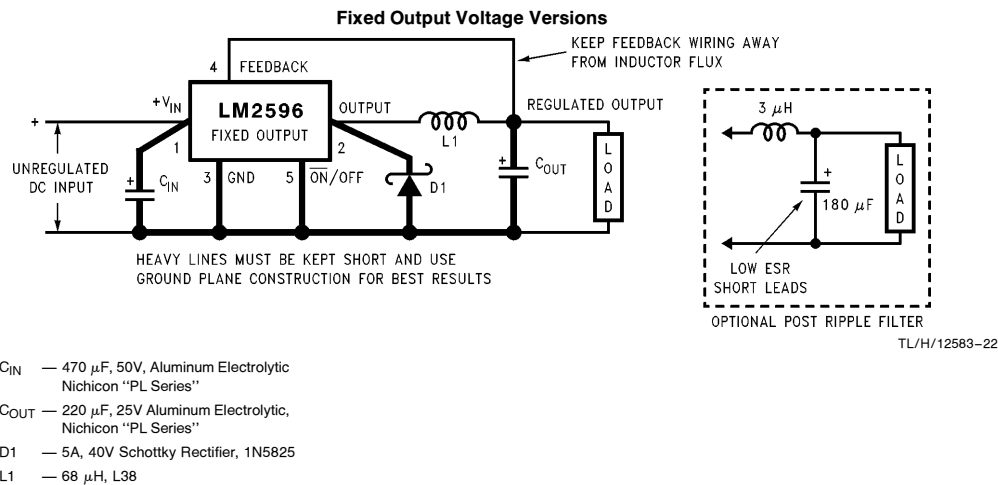 Fixed Output Voltage Versions
KEEP FEEDBACK WIRING AWAY
FROM INDUCTOR FLUX
4 FEEDBACK
+VIN
LM2596
FIXED OUTPUT
OUTPUT
REGULATED OUTPUT
3 μH
+
1
2
L1
UNREGULATED
DC INPUT
+
CIN
3 GND
5 ON/OFF
D1
+
COUT
LOAD
+
180 μF
LOAD
HEAVY LINES MUST BE KEPT SHORT AND USE
GROUND PLANE CONSTRUCTION FOR BEST RESULTS
LOW ESR
SHORT LEADS
OPTIONAL POST RIPPLE FILTER
TL/H/12583–22
CIN — 470 μF, 50V, Aluminum Electrolytic
Nichicon ‘‘PL Series’’
COUT — 220 μF, 25V Aluminum Electrolytic,
Nichicon ‘‘PL Series’’
D1 — 5A, 40V Schottky Rectifier, 1N5825
L1 — 68 μH, L38